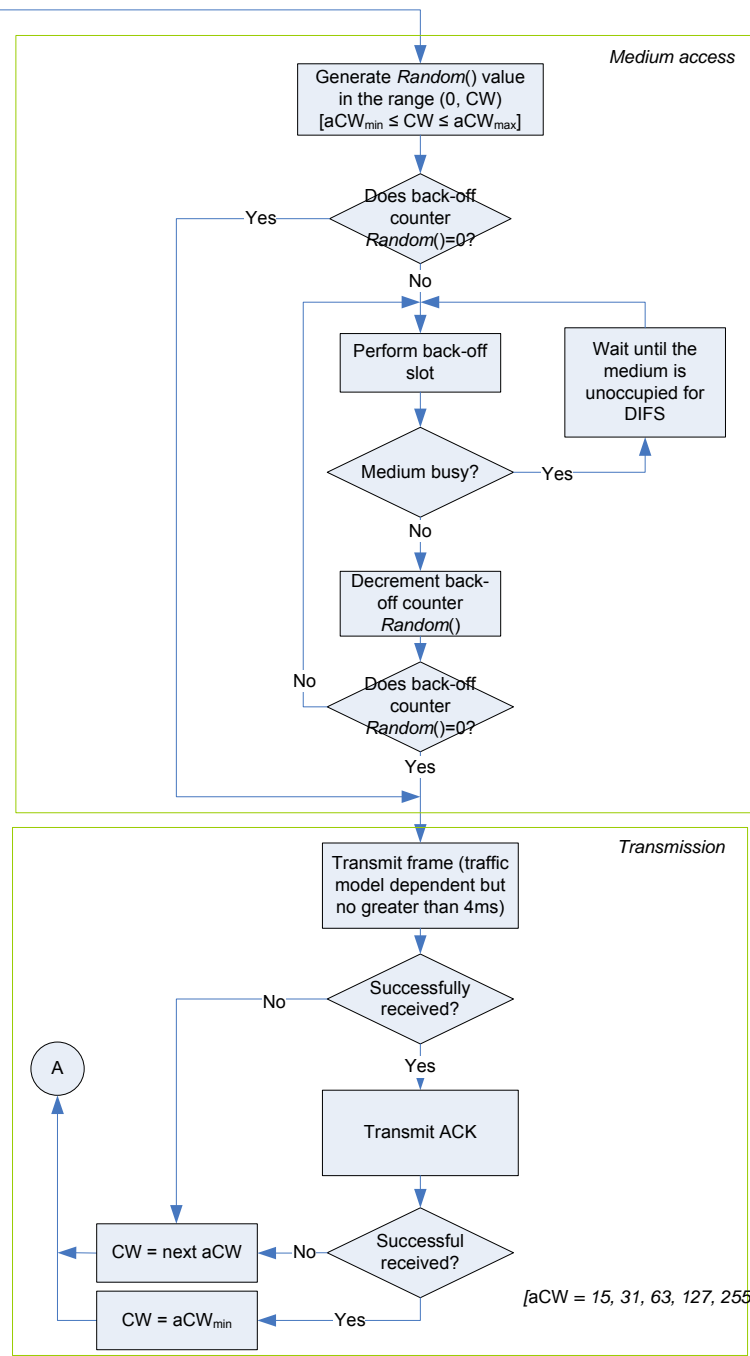 Medium access
Generate Random() value
in the range (0, CW)
[aCWmin ≤ CW ≤ aCWmax]
Does back-off
counter
Random()=0?
Yes
No
Perform back-off
slot
Wait until the
medium is
unoccupied for
DIFS
Medium busy?
Yes
No
Decrement back-
off counter
Random()
No
Does back-off
counter
Random()=0?
Yes
Transmission
Transmit frame (traffic
model dependent but
no greater than 4ms)
Successfully
received?
No
Yes
A
Transmit ACK
CW = next aCW
No
Successful
received?
[aCW = 15, 31, 63, 127, 255
CW = aCWmin
Yes